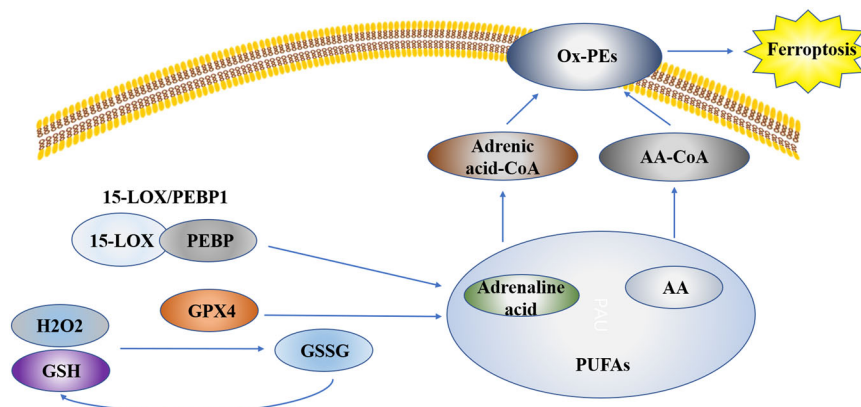 Ox-PEs
Ferroptosis
Adrenic
acid-CoA
AA-CoA
15-LOX/PEBP1
15-LOX
PEBP
Adrenaline
acid
AA
PAU
GPX4
H2O2
GSSG
GSH
PUFAs